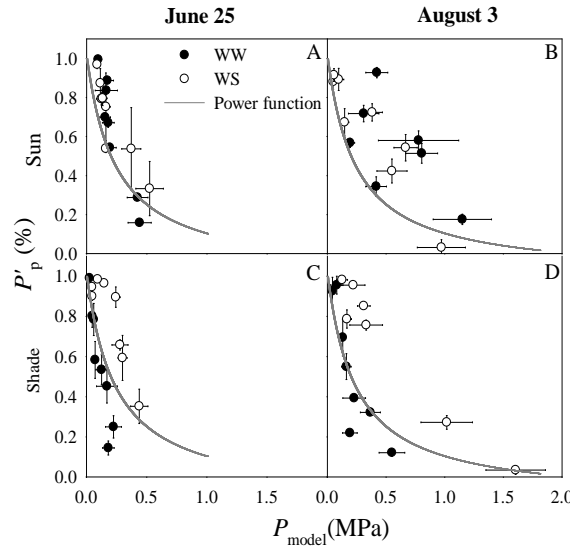 June 25
August 3
A
WW
WS
Power function
B
1.0
0.8
0.6
0.4
0.2
0.0
Sun
P'p (%)
C
D
1.0
0.8
0.6
0.4
0.2
0.0
Shade
0.0 0.5 1.0 1.5 0.0 0.5 1.0 1.5 2.0
Pmodel (MPa)